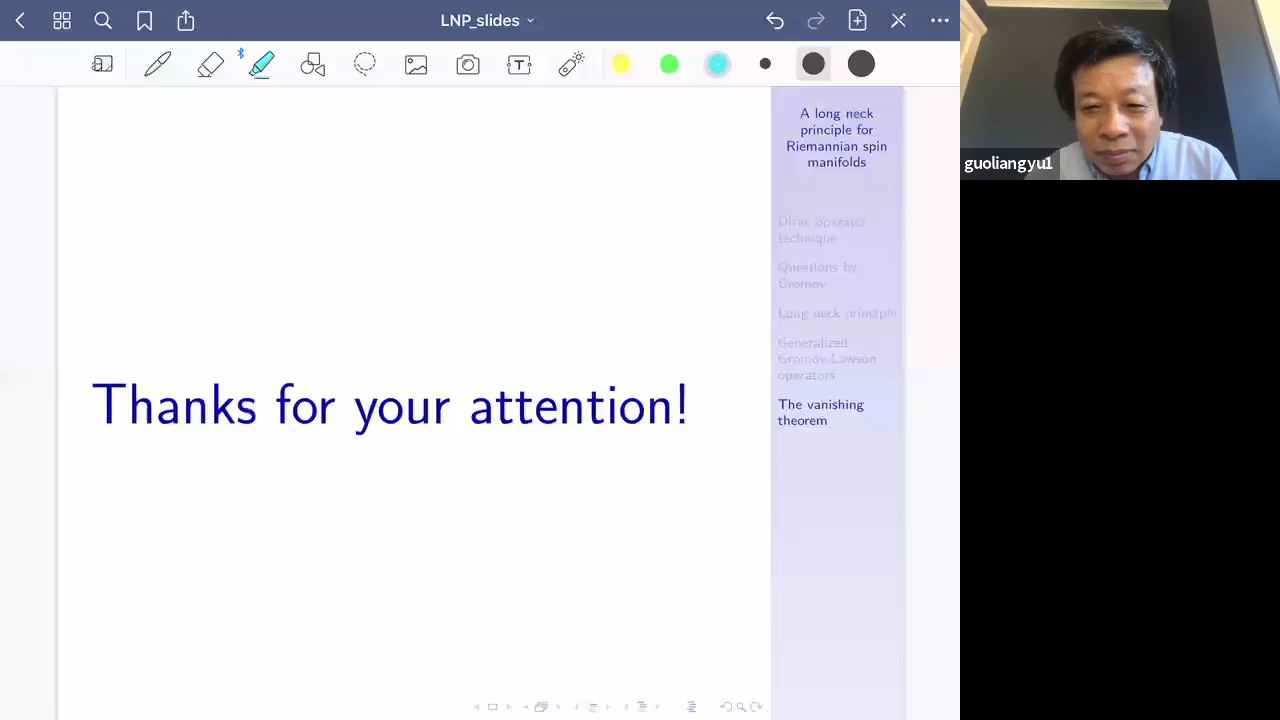 LNP_slides
T
A long neck
principle for
Riemannian spin
manifolds
Dirac operator
technique
Questions by
Gromov
Long neck principle
Generalized
Gromov-Lawson
operators
The vanishing
theorem
Thanks for your attention!
guoliangyu1